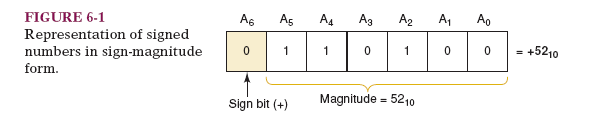 FIGURE 6-1
Representation of signed
numbers in sign-magnitude
form.
A₆ A₅ A₄ A₃ A₂ A₁ A₀
0 1 1 0 1 0 0 = +52₁₀
Sign bit (+) Magnitude = 52₁₀